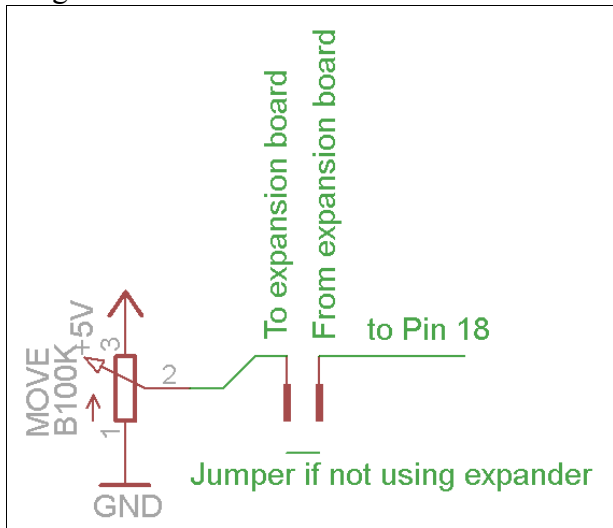 To expansion board
From expansion board
to Pin 18
+5V
3
MOVE
B100K
2
1
Jumper if not using expander
GND